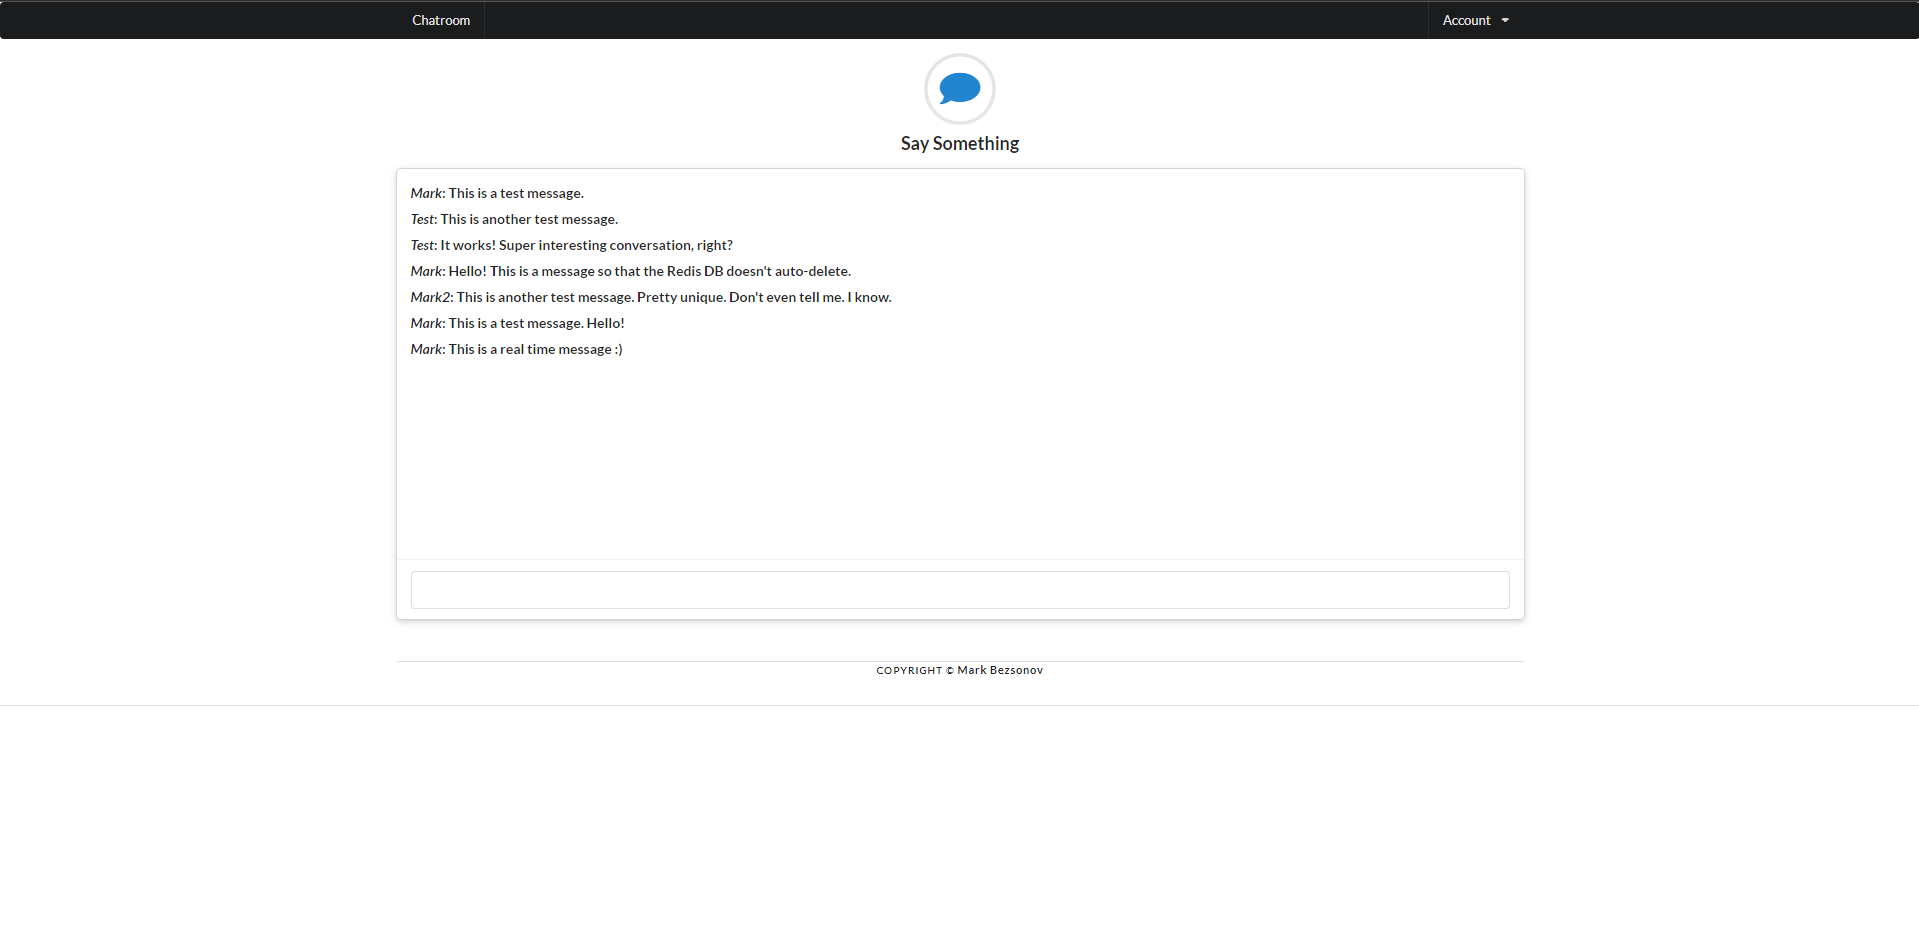 Chatroom
Account
Say Something
Mark: This is a test message.
Test: This is another test message.
Test: It works! Super interesting conversation, right?
Mark: Hello! This is a message so that the Redis DB doesn't auto-delete.
Mark2: This is another test message. Pretty unique. Don't even tell me. I know.
Mark: This is a test message. Hello!
Mark: This is a real time message :)
COPYRIGHT © Mark Bezsonov